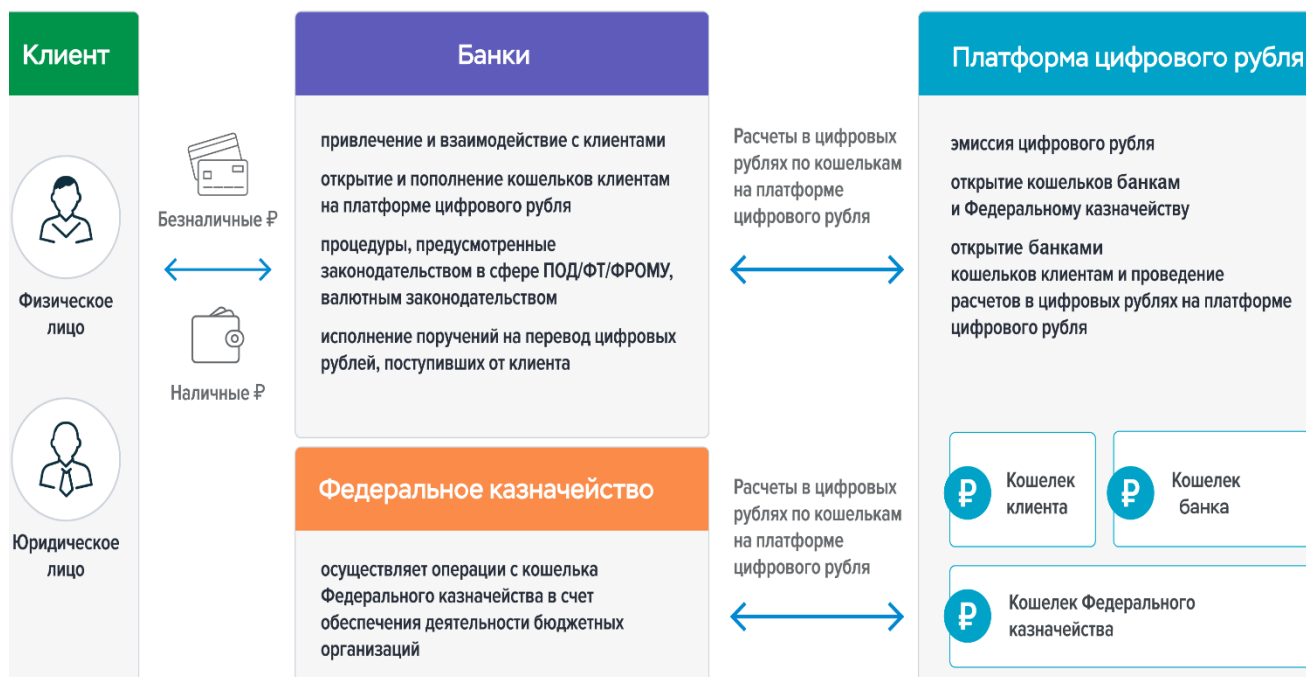 Клиент
Физическое
лицо
Юридическое
лицо
Безналичные ₽
Наличные ₽
Банки
привлечение и взаимодействие с клиентами
открытие и пополнение кошельков клиентам
на платформе цифрового рубля
процедуры, предусмотренные
законодательством в сфере ПОД/ФТ/ФРОМУ,
валютным законодательством
исполнение поручений на перевод цифровых
рублей, поступивших от клиента
Федеральное казначейство
осуществляет операции с кошелька
Федерального казначейства в счет
обеспечения деятельности бюджетных
организаций
Расчеты в цифровых
рублях по кошелькам
на платформе
цифрового рубля
Расчеты в цифровых
рублях по кошелькам
на платформе
цифрового рубля
Платформа цифрового рубля
эмиссия цифрового рубля
открытие кошельков банкам
и Федеральному казначейству
открытие банками
кошельков клиентам и проведение
расчетов в цифровых рублях на платформе
цифрового рубля
₽
Кошелек
клиента
₽
Кошелек
банка
₽
Кошелек Федерального
казначейства